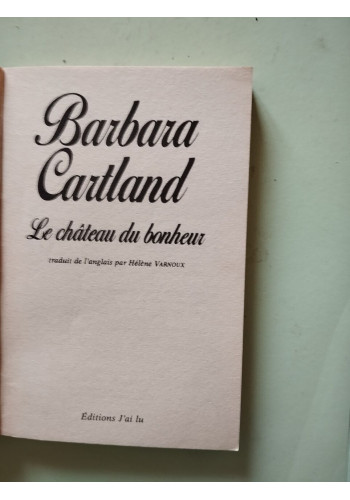 Barbara
Cartland
Le château du bonheur
traduit de l'anglais par Hélène VARNOUX
Éditions J'ai lu